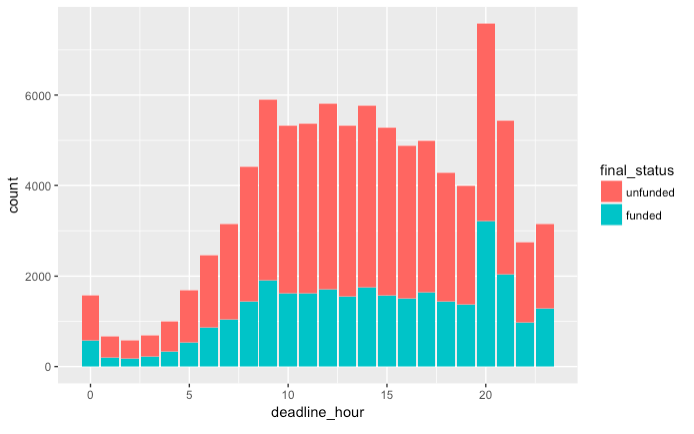 6000
4000
2000
0
count
0 5 10 15 20
deadline_hour
final_status
unfunded
funded